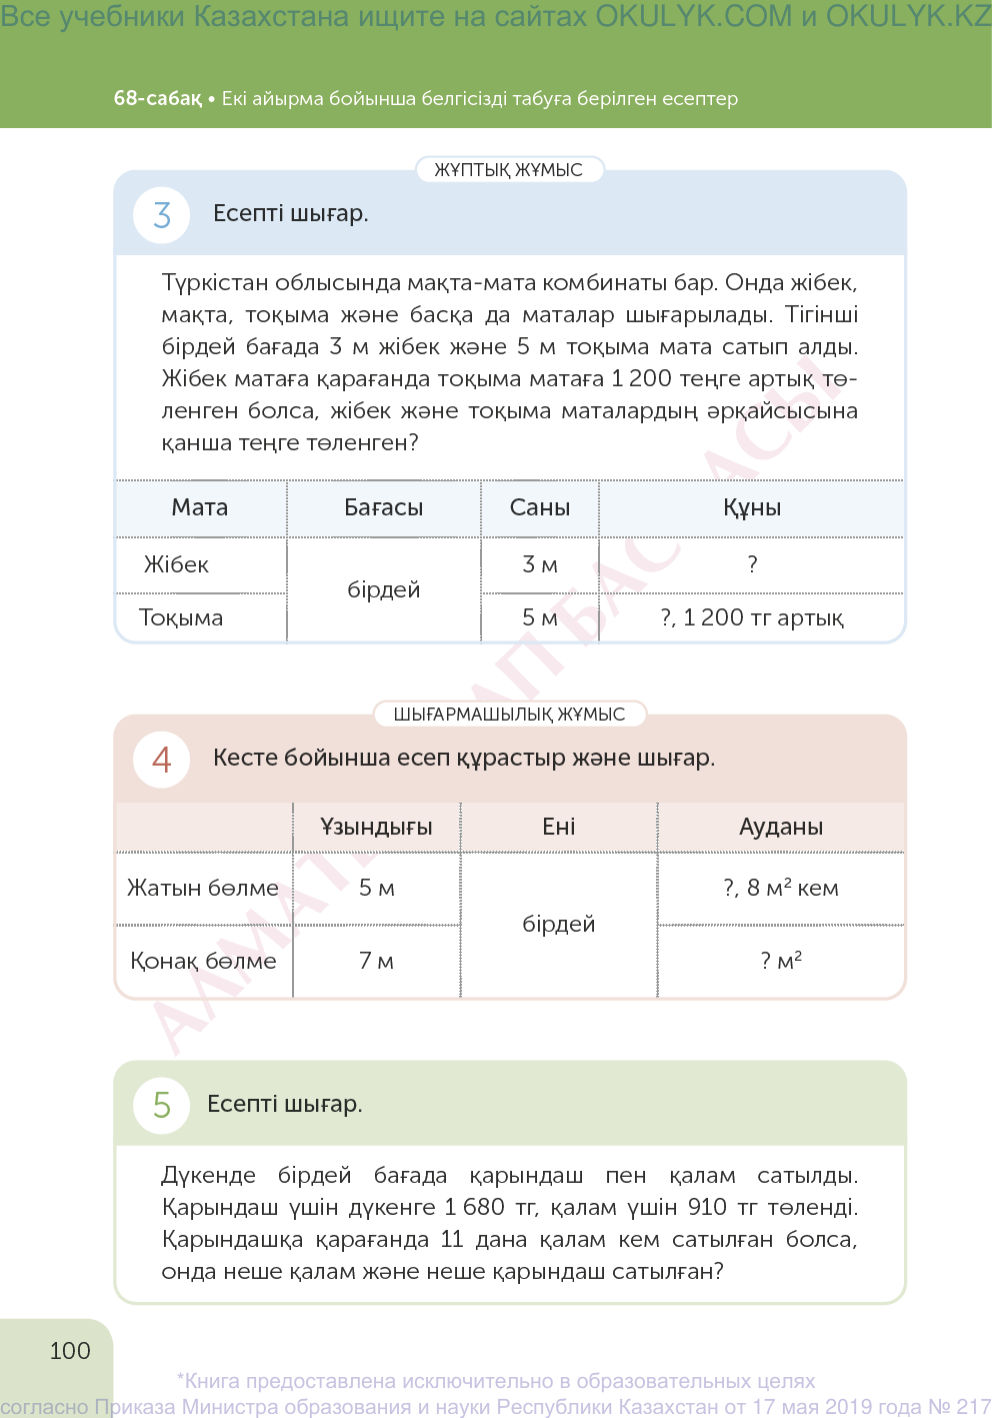 Все учебники Казахстана ищите на сайтах OKULYK.COM и OKULYK.KZ
68-сабақ • Екі айырма бойынша белгісізді табуға берілген есептер
ЖҰПТЫҚ ЖҰМЫС
3 Есепті шығар.
Түркістан облысында мақта-мата комбинаты бар. Онда жібек,
мақта, тоқыма және басқа да маталар шығарылады. Тігінші
бірдей бағада 3 м жібек және 5 м тоқыма мата сатып алды.
Жібек матаға қарағанда тоқыма матаға 1 200 теңге артық тө-
ленген болса, жібек және тоқыма маталардың әрқайсысына
қанша теңге төленген?
Мата Бағасы Саны Құны
Жібек 3 м ?
бірдей
Тоқыма 5 м ?, 1 200 тг артық
ШЫҒАРМАШЫЛЫҚ ЖҰМЫС
4 Кесте бойынша есеп құрастыр және шығар.
Ұзындығы Ені Ауданы
Жатын бөлме 5 м ?, 8 м² кем
бірдей
Қонақ бөлме 7 м ? м²
5 Есепті шығар.
Дүкенде бірдей бағада қарындаш пен қалам сатылды.
Қарындаш үшін дүкенге 1 680 тг, қалам үшін 910 тг төленді.
Қарындашқа қарағанда 11 дана қалам кем сатылған болса,
онда неше қалам және неше қарындаш сатылған?
100
*Книга предоставлена исключительно в образовательных целях
согласно Приказа Министра образования и науки Республики Казахстан от 17 мая 2019 года № 217